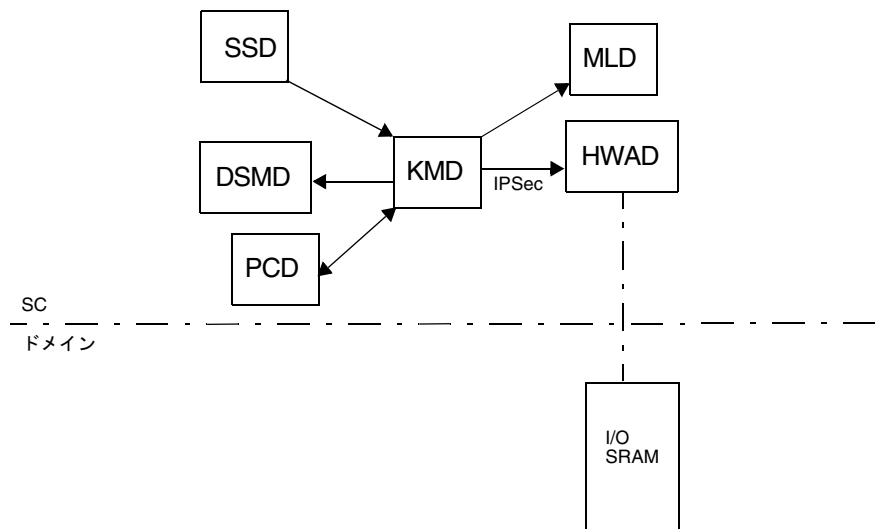 SSD
MLD
DSMD
KMD
HWAD
IPSec
PCD
SC
ドメイン
I/O
SRAM